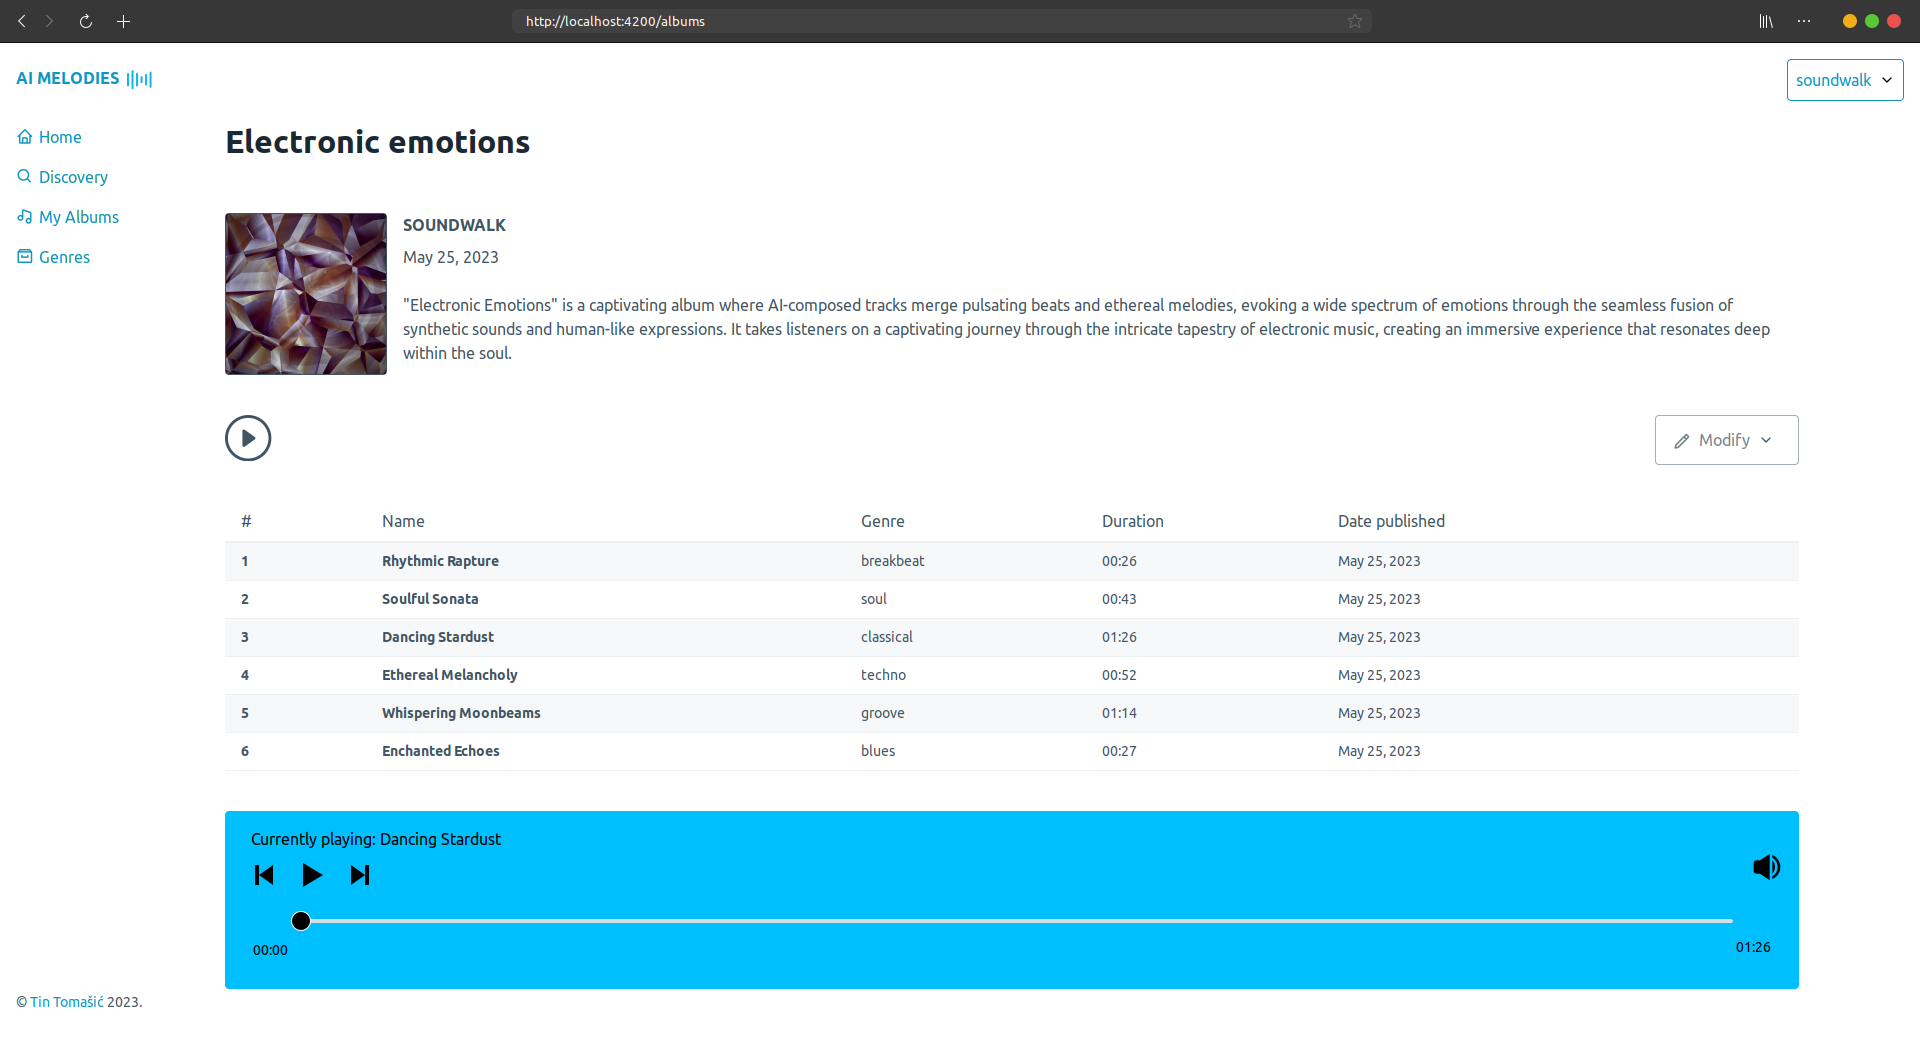 http://localhost:4200/albums
AI MELODIES
soundwalk
Home
Discovery
My Albums
Genres
Electronic emotions
SOUNDWALK
May 25, 2023
"Electronic Emotions" is a captivating album where AI-composed tracks merge pulsating beats and ethereal melodies, evoking a wide spectrum of emotions through the seamless fusion of
synthetic sounds and human-like expressions. It takes listeners on a captivating journey through the intricate tapestry of electronic music, creating an immersive experience that resonates deep
within the soul.
Modify
# Name Genre Duration Date published
1 Rhythmic Rapture breakbeat 00:26 May 25, 2023
2 Soulful Sonata soul 00:43 May 25, 2023
3 Dancing Stardust classical 01:26 May 25, 2023
4 Ethereal Melancholy techno 00:52 May 25, 2023
5 Whispering Moonbeams groove 01:14 May 25, 2023
6 Enchanted Echoes blues 00:27 May 25, 2023
Currently playing: Dancing Stardust
00:00 01:26
© Tin Tomašić 2023.